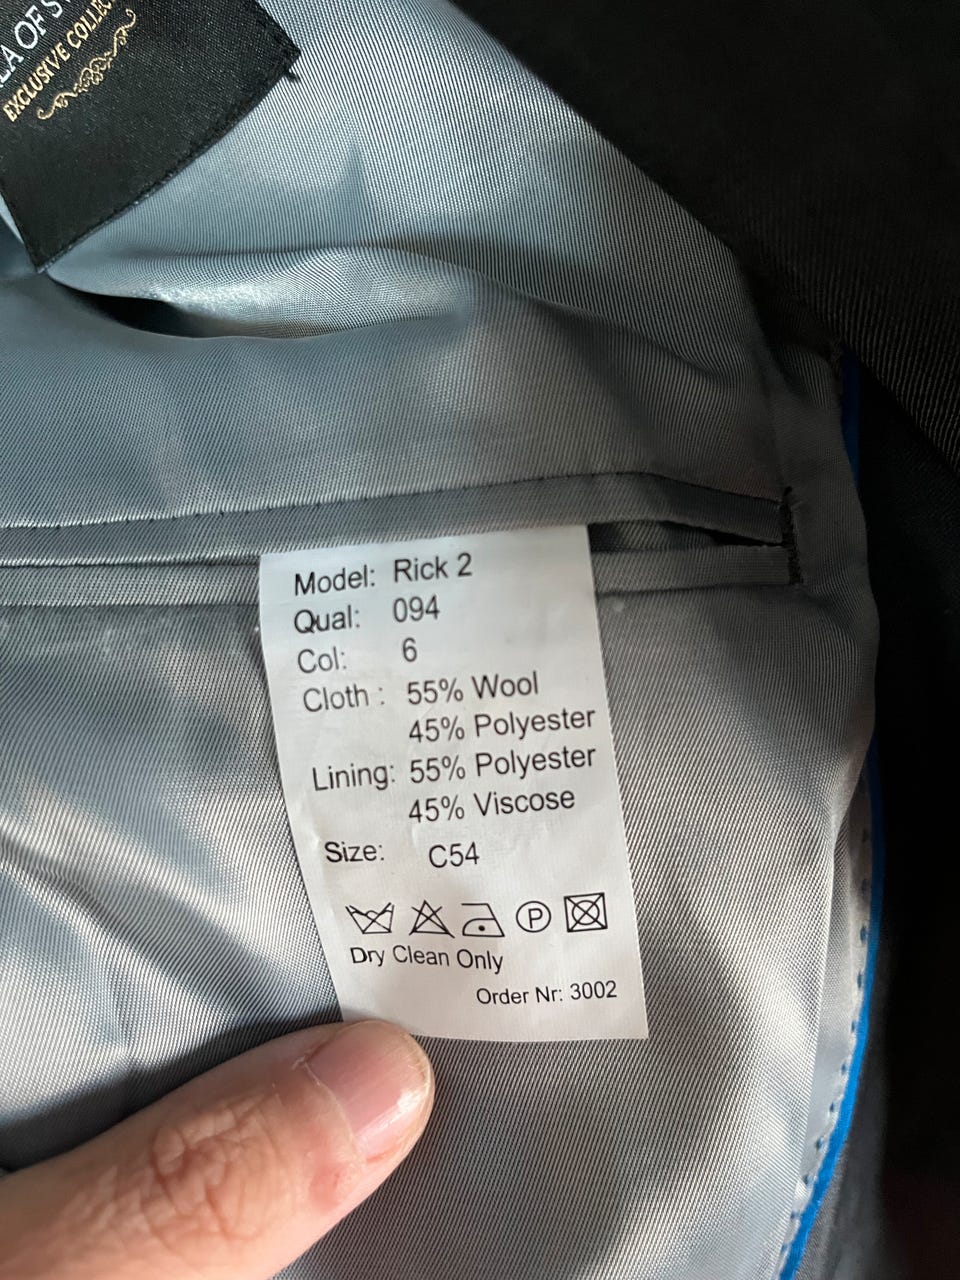 OF
EXCLUSIVE
Model: Rick 2
Qual: 094
Col: 6
Cloth : 55% Wool
45% Polyester
Lining: 55% Polyester
45% Viscose
Size: C54
P
Dry Clean Only
Order Nr: 3002